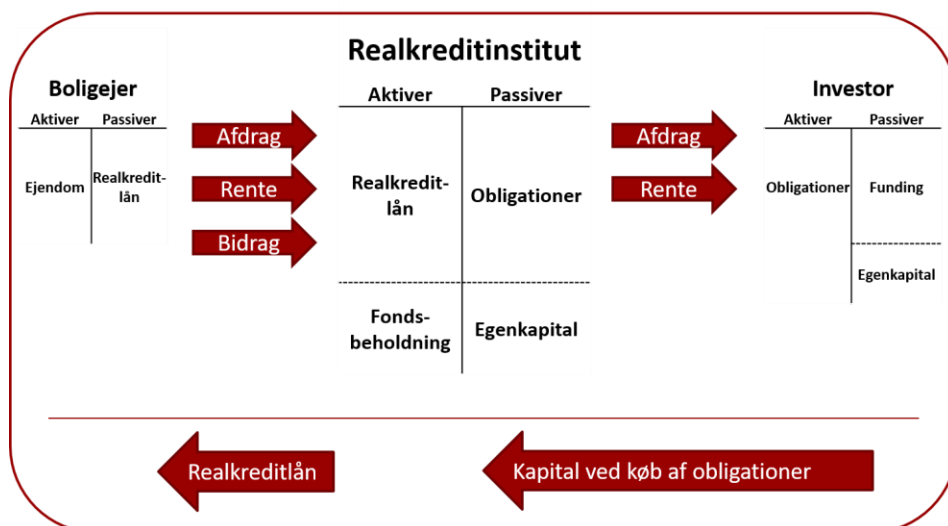 Realkreditinstitut
Boligejer
Aktiver
Passiver
Ejendom
Realkredit-
lån
Afdrag
Rente
Bidrag
Aktiver
Passiver
Realkredit-
lån
Obligationer
Fonds-
beholdning
Egenkapital
Afdrag
Rente
Investor
Aktiver
Passiver
Obligationer
Funding
Egenkapital
Realkreditlån
Kapital ved køb af obligationer